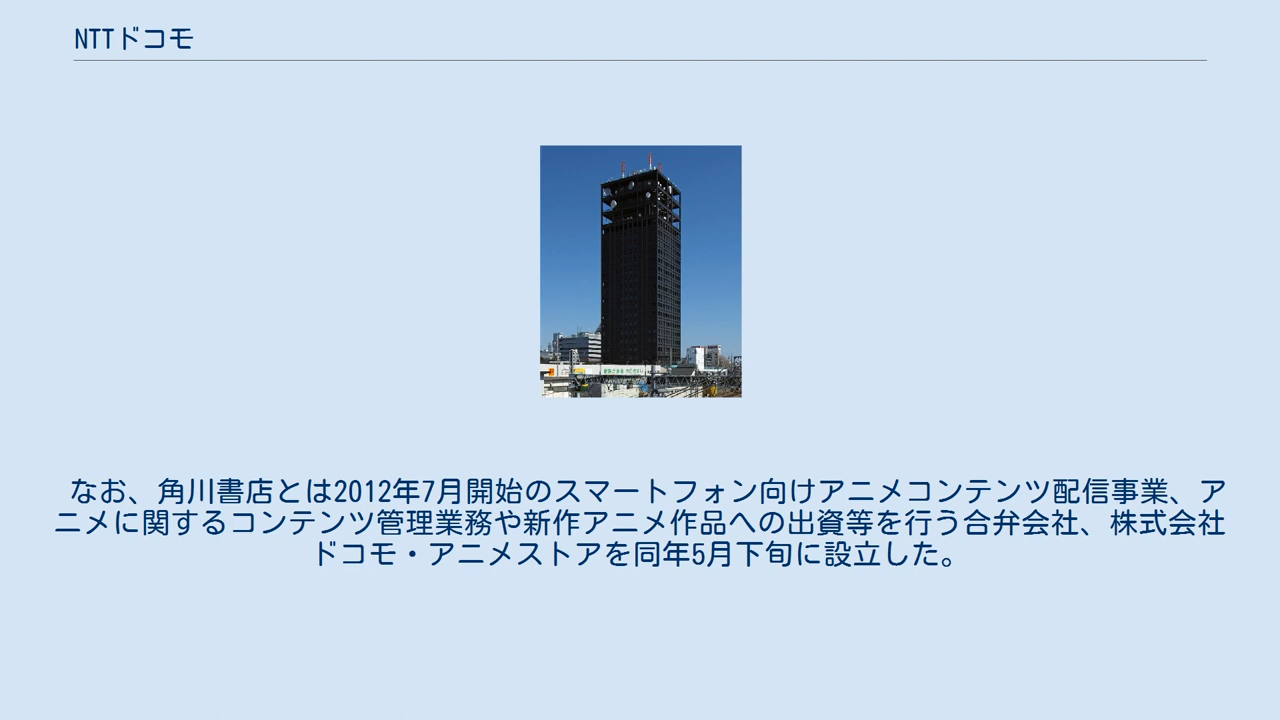 NTTドコモ
なお、角川書店とは2012年7月開始のスマートフォン向けアニメコンテンツ配信事業、ア
ニメに関するコンテンツ管理業務や新作アニメ作品への出資等を行う合弁会社、株式会社
ドコモ・アニメストアを同年5月下旬に設立した。